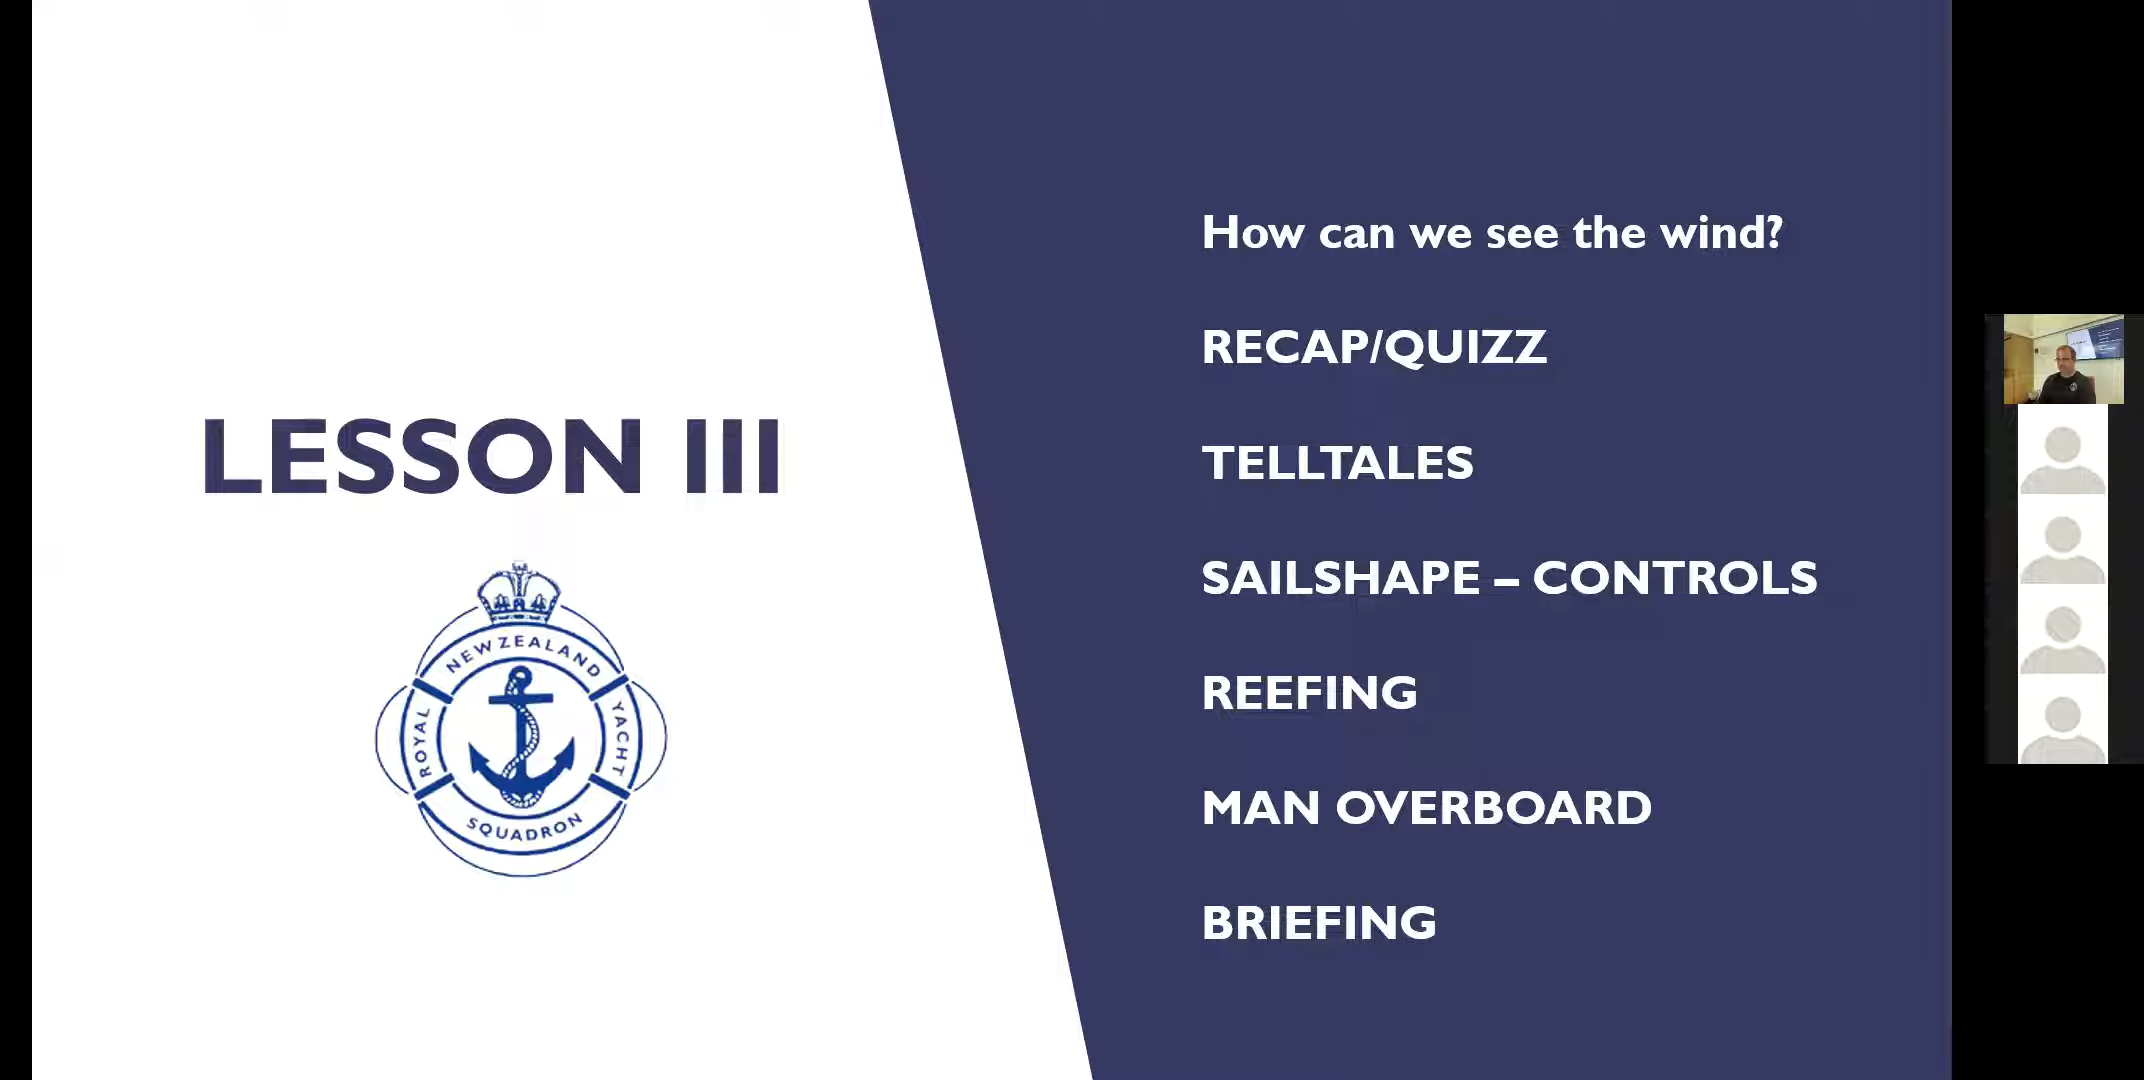 LESSON III
ROYAL NEW ZEALAND YACHT
SQUADRON
How can we see the wind?
RECAP/QUIZZ
TELLTALES
SAILSHAPE – CONTROLS
REEFING
MAN OVERBOARD
BRIEFING